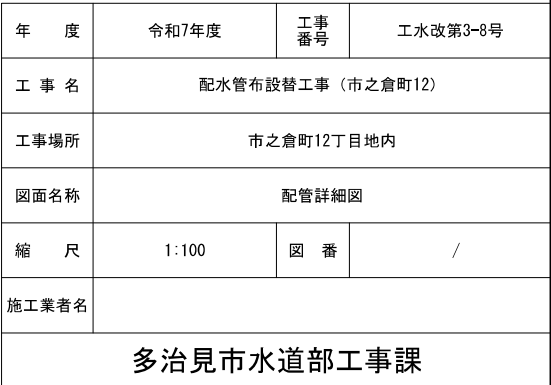 年　度　令和7年度　工事番号　工水改第3-8号
工 事 名　配水管布設替工事（市之倉町12）
工事場所　市之倉町12丁目地内
図面名称　配管詳細図
縮　尺　1:100　図　番　/
施工業者名
多治見市水道部工事課